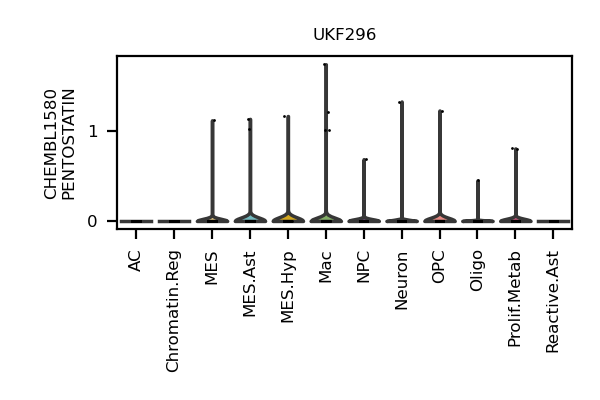 UKF296
CHEMBL1580
PENTOSTATIN
1
0
AC
Chromatin.Reg
MES
MES.Ast
MES.Hyp
Mac
NPC
Neuron
OPC
Oligo
Prolif.Metab
Reactive.Ast